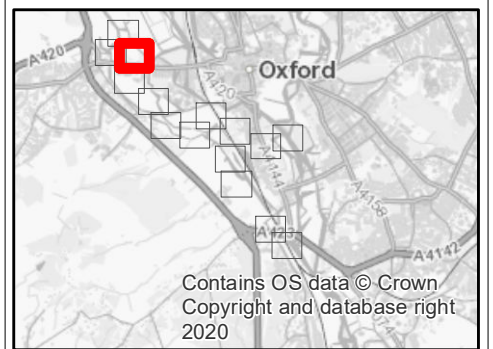 A420
Oxford
A420
A4144
A4158
A423
A4142
Contains OS data © Crown
Copyright and database right
2020